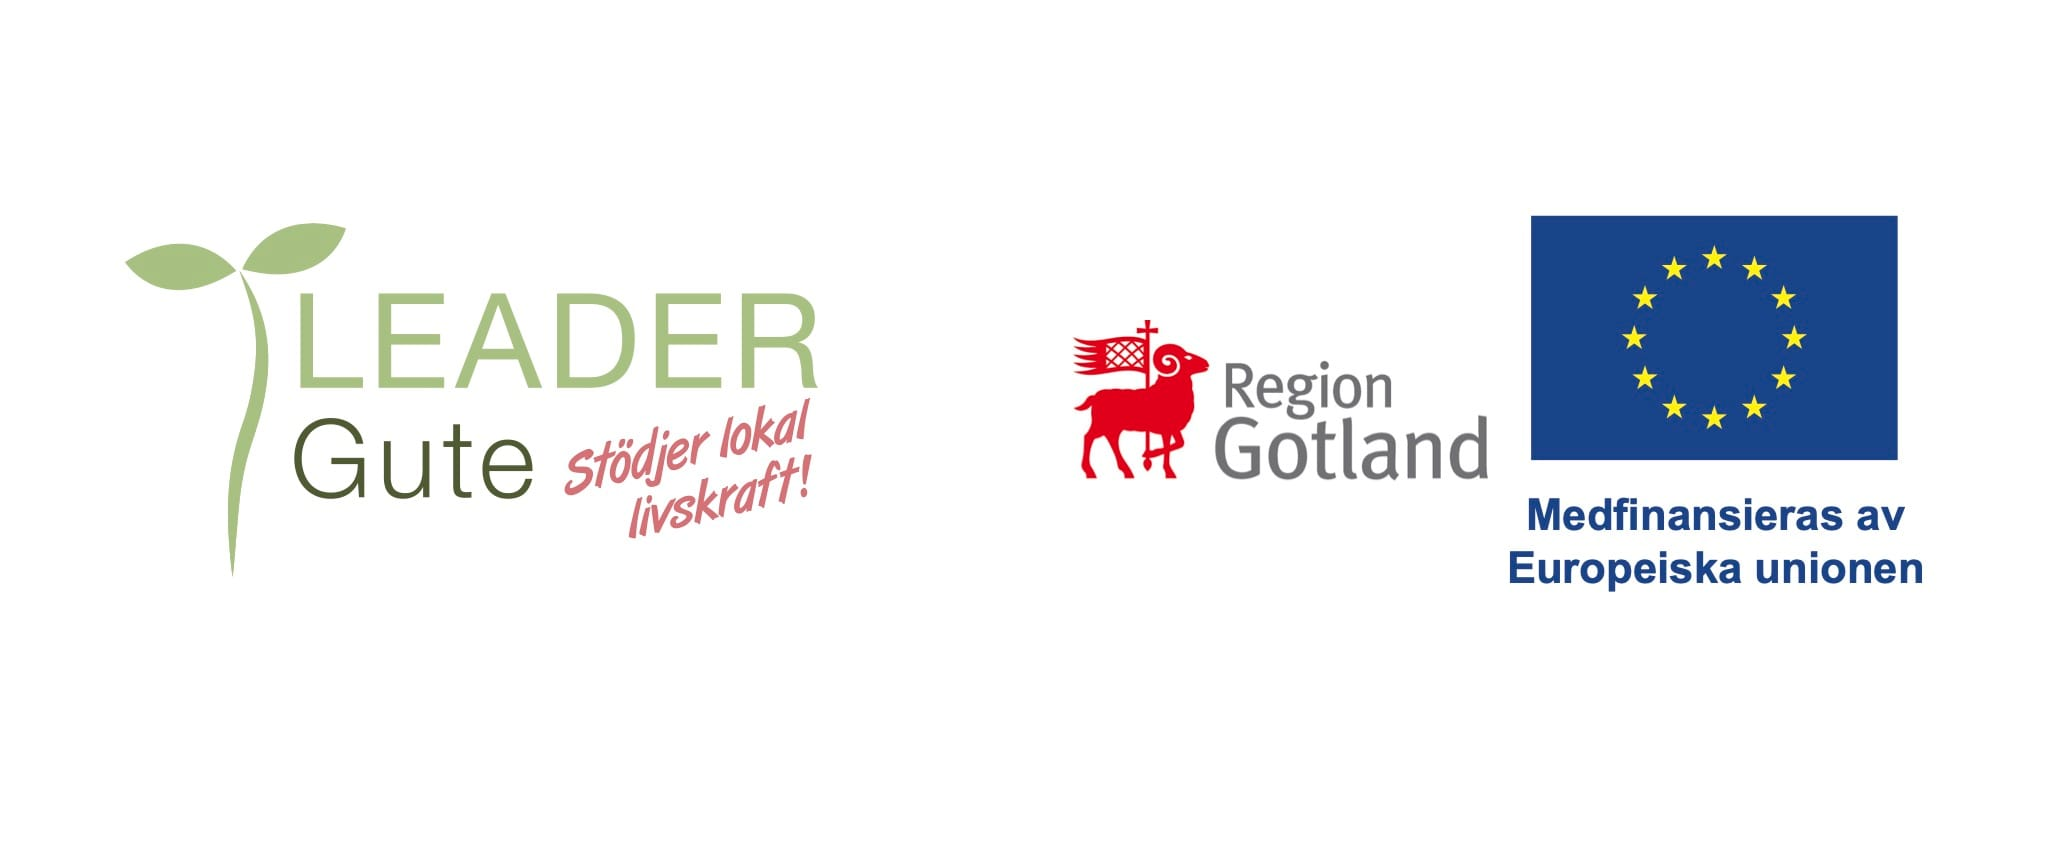 LEADER
Gute
Stödjer lokal
livskraft!
Region
Gotland
Medfinansieras av
Europeiska unionen